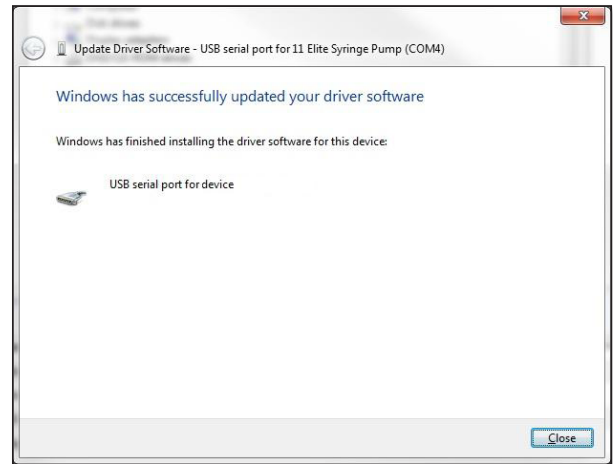 Update Driver Software - USB serial port for 11 Elite Syringe Pump (COM4)
Windows has successfully updated your driver software
Windows has finished installing the driver software for this device:
USB serial port for device
Close